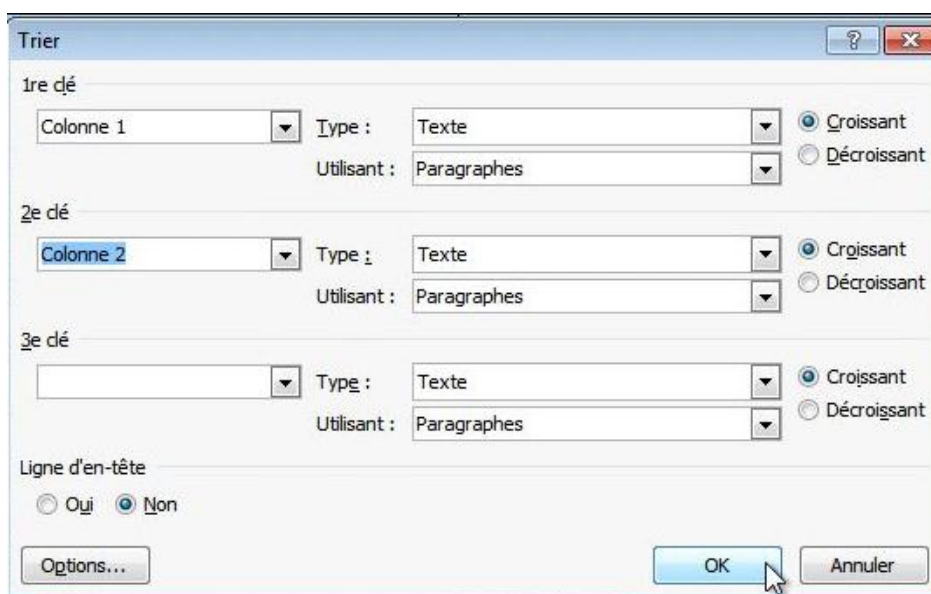 Trier
1re clé
Colonne 1 Type : Texte Croissant
Utilisant : Paragraphes Décroissant
2e clé
Colonne 2 Type : Texte Croissant
Utilisant : Paragraphes Décroissant
3e clé
Type : Texte Croissant
Utilisant : Paragraphes Décroissant
Ligne d'en-tête
Oui Non
Options... OK Annuler